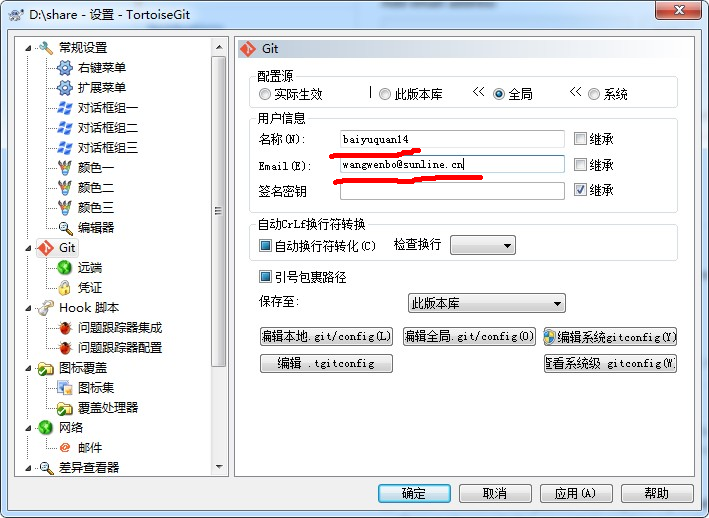 D:\share - 设置 - TortoiseGit
常规设置
右键菜单
扩展菜单
对话框组一
对话框组二
对话框组三
颜色一
颜色二
颜色三
编辑器
Git
远端
凭证
Hook 脚本
问题跟踪器集成
问题跟踪器配置
图标覆盖
图标集
覆盖处理器
网络
邮件
差异查看器
Git
配置源
实际生效 | 此版本库 << 全局 << 系统
用户信息
名称(N): baiyuquan14 继承
Email(E): wangwenbo@sunline.cn 继承
签名密钥 继承
自动CrLf换行符转换
自动换行符转化(C) 检查换行
引号包裹路径
保存至: 此版本库
编辑本地.git/config(L) 编辑全局.git/config(O) 编辑系统gitconfig(Y)
编辑 .tgitconfig 查看系统级 gitconfig(W)
确定 取消 应用(A) 帮助